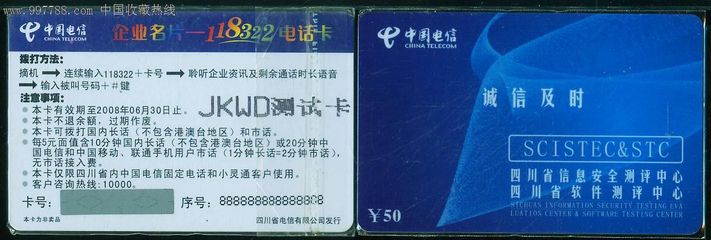 www.997788.com 中国收藏热线
中国电信
CHINA TELECOM
企业名片—118322电话卡
拨打方法:
摘机→连续输入118322+卡号→聆听企业资讯及剩余通话时长语音
→输入被叫号码+#键
注意事项:
本卡有效期至2008年06月30日止。
本卡不退余额,过期作废。
本卡可拨打国内长话(不包含港澳台地区)和市话。
每5元面值含10分钟国内长话(不包含港澳台地区)或20分钟中
国电信和中国移动、联通手机用户市话(1分钟长话=2分钟市话),
无市话接入费。
本卡仅限四川省内中国电信固定电话和小灵通客户使用。
客户咨询热线:10000。
JKWD测试卡
卡号:
序号:888888888888888
本卡为非卖品
四川省电信有限公司发行
中国电信
CHINA TELECOM
诚信及时
SCISTEC&STC
四川省信息安全测评中心
四川省软件测评中心
SICHUAN INFORMATION SECURITY TESTING EVA
LUATION CENTER & SOFTWARE TESTING CENTER
¥50